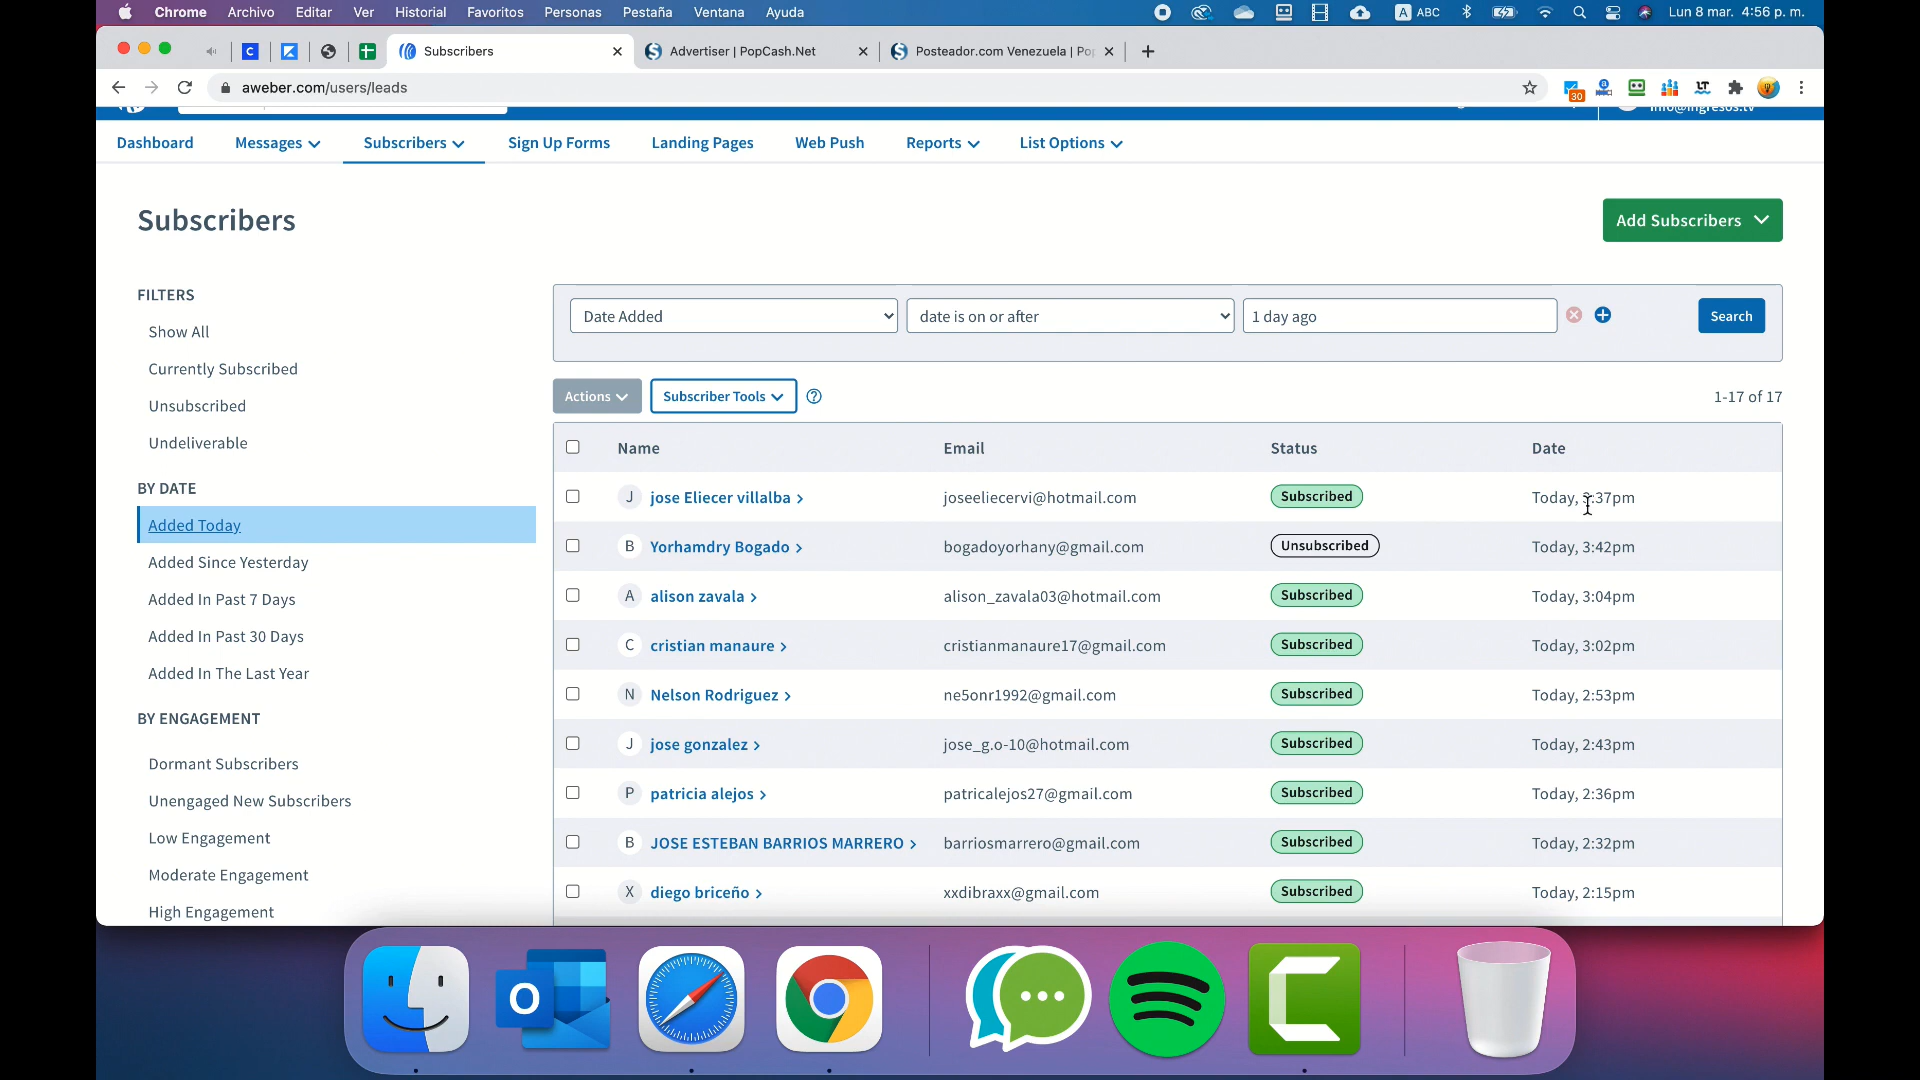 Chrome Archivo Editar Ver Historial Favoritos Personas Pestaña Ventana Ayuda A ABC Lun 8 mar. 4:56 p. m.
Subscribers Advertiser | PopCash.Net Posteador.com Venezuela |
aweber.com/users/leads 30
Dashboard Messages Subscribers Sign Up Forms Landing Pages Web Push Reports List Options
Subscribers
Add Subscribers
FILTERS
Show All
Currently Subscribed
Unsubscribed
Undeliverable
BY DATE
Added Today
Added Since Yesterday
Added In Past 7 Days
Added In Past 30 Days
Added In The Last Year
BY ENGAGEMENT
Dormant Subscribers
Unengaged New Subscribers
Low Engagement
Moderate Engagement
High Engagement
Date Added date is on or after 1 day ago Search
Actions Subscriber Tools 1-17 of 17
Name Email Status Date
J jose Eliecer villalba joseeliecervi@hotmail.com Subscribed Today,
B Yorhamdry Bogado bogadoyorhany@gmail.com Unsubscribed Today, 3:42pm
A alison zavala alison_zavala03@hotmail.com Subscribed Today, 3:04pm
C cristian manaure cristianmanaure17@gmail.com Subscribed Today, 3:02pm
N Nelson Rodriguez ne5onr1992@gmail.com Subscribed Today, 2:53pm
J jose gonzalez jose_g.o-10@hotmail.com Subscribed Today, 2:43pm
P patricia alejos patricalejos27@gmail.com Subscribed Today, 2:36pm
B JOSE ESTEBAN BARRIOS MARRERO barriosmarrero@gmail.com Subscribed Today, 2:32pm
X diego briceño xxdibraxx@gmail.com Subscribed Today, 2:15pm